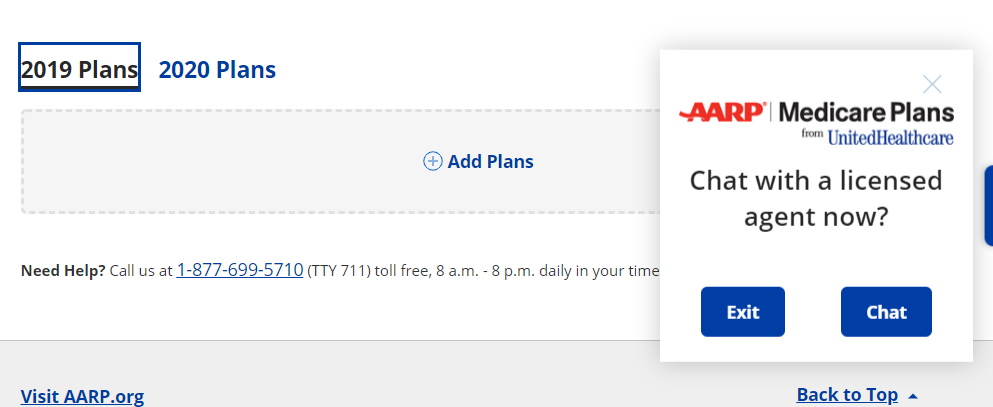 2019 Plans 2020 Plans
Add Plans
Need Help? Call us at 1-877-699-5710 (TTY 711) toll free, 8 a.m. - 8 p.m. daily in your time
AARP® | Medicare Plans
from UnitedHealthcare
Chat with a licensed
agent now?
Exit Chat
Visit AARP.org
Back to Top